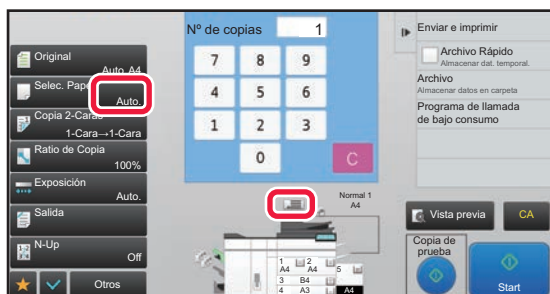 Nº de copias 1
Original
Auto. A4
Selec. Pap
Auto.
Copia 2-Caras
1-Cara→1-Cara
Ratio de Copia
100%
Exposición
Auto.
Salida
N-Up
Off
Otros
7 8 9
4 5 6
1 2 3
0 C
Normal 1
A4
1 2 5
A4 A4
3 B4
4 A3 A4
Enviar e imprimir
Archivo Rápido
Almacenar dat. temporal.
Archivo
Almacenar datos en carpeta
Programa de llamada
de bajo consumo
Vista previa CA
Copia de
prueba
Start